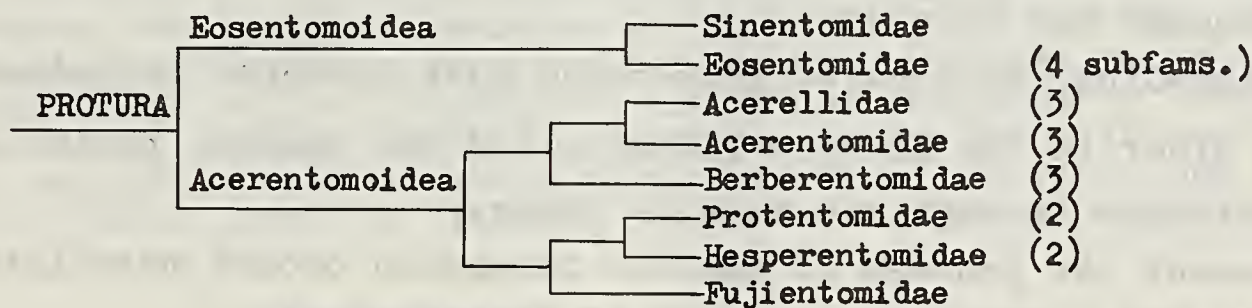 Eosentomoidea Sinentomidae
Eosentomidae (4 subfams.)
PROTURA Acerellidae (3)
Acerentomidae (3)
Acerentomoidea Berberentomidae (3)
Protentomidae (2)
Hesperentomidae (2)
Fujientomidae